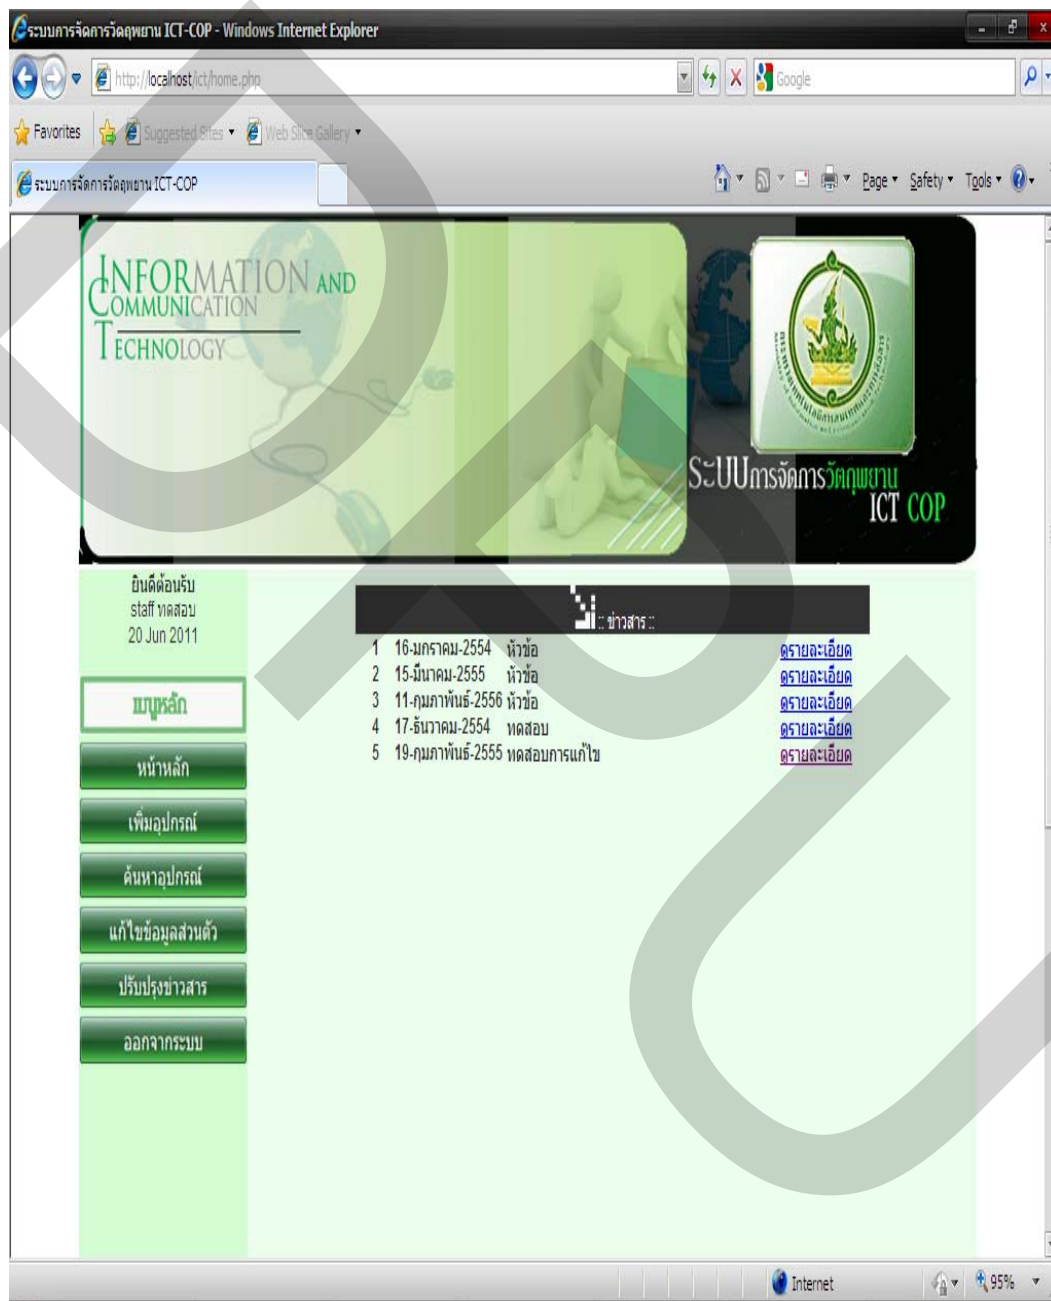 ระบบการจัดการวัตถุพยาน ICT-COP - Windows Internet Explorer
http://localhost/ict/home.php
Google
Favorites Suggested Sites Web Slice Gallery
ระบบการจัดการวัตถุพยาน ICT-COP
Page Safety Tools
INFORMATION AND
COMMUNICATION
TECHNOLOGY
ระบบการจัดการวัตถุพยาน
ICT COP
ยินดีต้อนรับ
staff ทดสอบ
20 Jun 2011
:: ข่าวสาร ::
1 16-มกราคม-2554 หัวข้อ ดูรายละเอียด
2 15-มีนาคม-2555 หัวข้อ ดูรายละเอียด
3 11-กุมภาพันธ์-2556 หัวข้อ ดูรายละเอียด
4 17-ธันวาคม-2554 ทดสอบ ดูรายละเอียด
5 19-กุมภาพันธ์-2555 ทดสอบการแก้ไข ดูรายละเอียด
เมนูหลัก
หน้าหลัก
เพิ่มอุปกรณ์
ค้นหาอุปกรณ์
แก้ไขข้อมูลส่วนตัว
ปรับปรุงข่าวสาร
ออกจากระบบ
Internet 95%